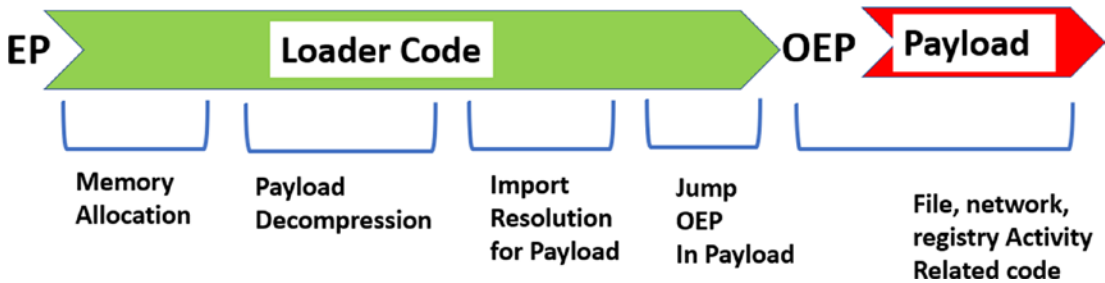 EP
Loader Code
OEP
Payload
Memory
Allocation
Payload
Decompression
Import
Resolution
for Payload
Jump
OEP
In Payload
File, network,
registry Activity
Related code